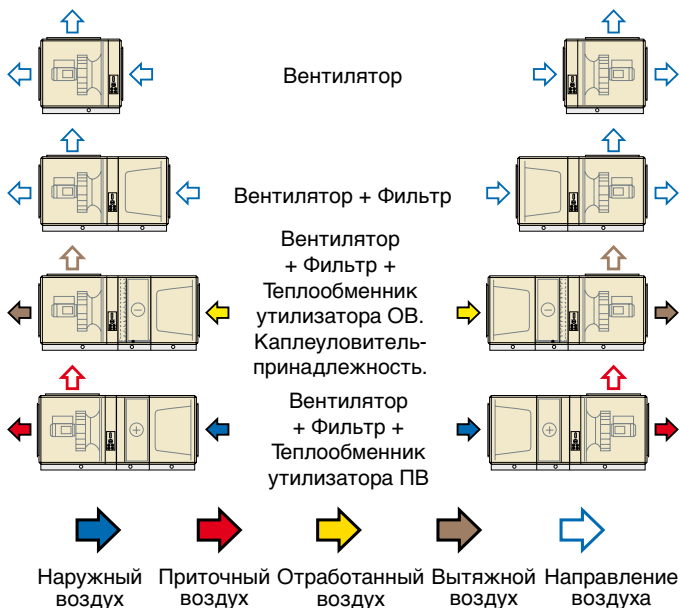 Вентилятор
Вентилятор + Фильтр
Вентилятор
+ Фильтр +
Теплообменник
утилизатора ОВ.
Каплеуловитель-
принадлежность.
Вентилятор
+ Фильтр +
Теплообменник
утилизатора ПВ
Наружный Приточный Отработанный Вытяжной Направление
воздух воздух воздух воздух воздуха